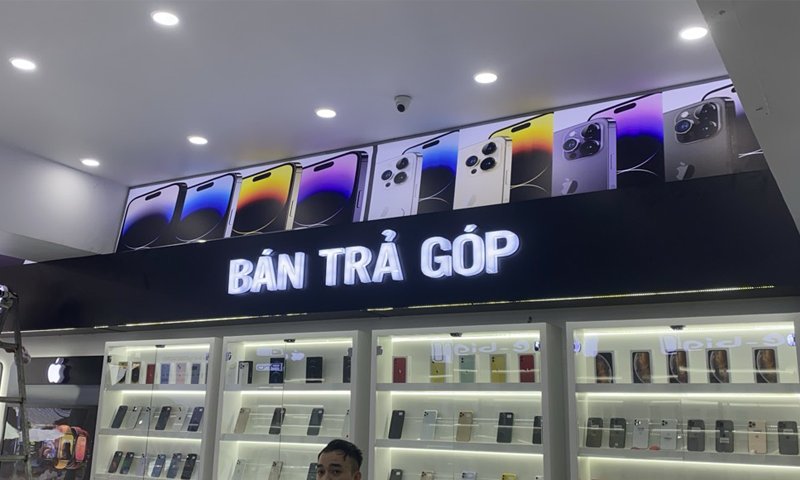 BÁN TRẢ GÓP